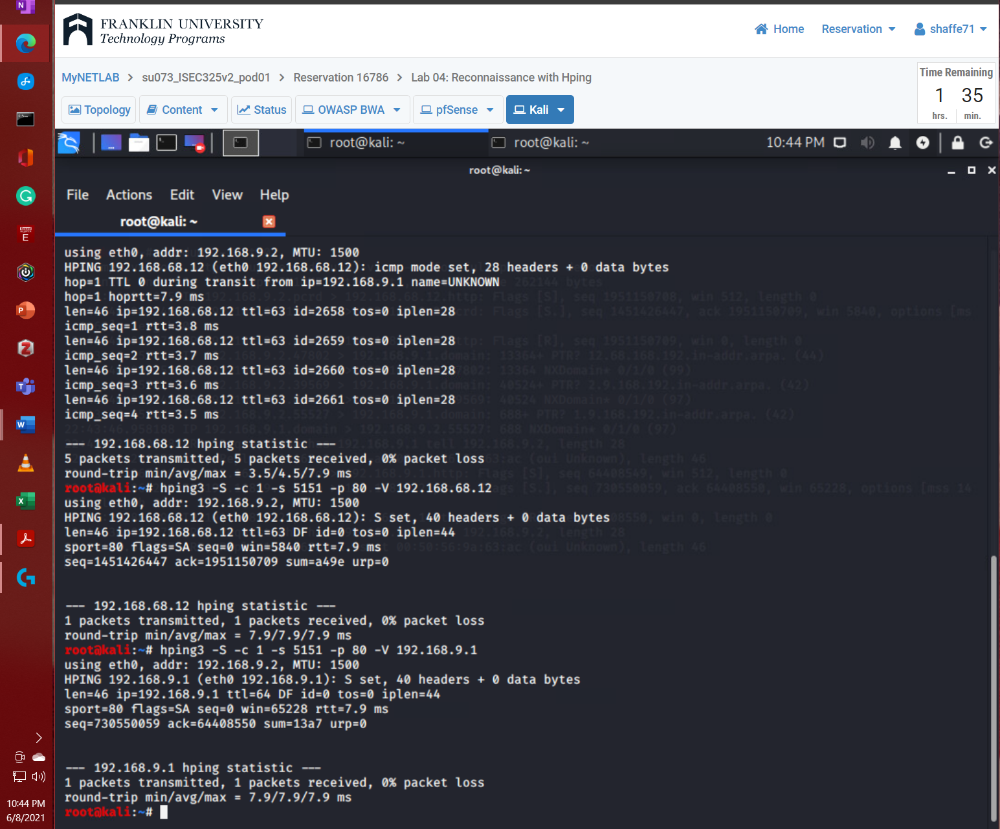 FRANKLIN UNIVERSITY
Technology Programs
Home
Reservation
shaffe71
MyNETLAB > su073_ISEC325v2_pod01 > Reservation 16786 > Lab 04: Reconnaissance with Hping
Time Remaining
1 35
hrs. min.
Topology
Content
Status
OWASP BWA
pfSense
Kali
root@kali: ~
root@kali: ~
10:44 PM
root@kali: ~
File Actions Edit View Help
root@kali: ~
using eth0, addr: 192.168.9.2, MTU: 1500
HPING 192.168.68.12 (eth0 192.168.68.12): icmp mode set, 28 headers + 0 data bytes
hop=1 TTL 0 during transit from ip=192.168.9.1 name=UNKNOWN
hop=1 hoprtt=7.9 ms
len=46 ip=192.168.68.12 ttl=63 id=2658 tos=0 iplen=28
icmp_seq=1 rtt=3.8 ms
len=46 ip=192.168.68.12 ttl=63 id=2659 tos=0 iplen=28
icmp_seq=2 rtt=3.7 ms
len=46 ip=192.168.68.12 ttl=63 id=2660 tos=0 iplen=28
icmp_seq=3 rtt=3.6 ms
len=46 ip=192.168.68.12 ttl=63 id=2661 tos=0 iplen=28
icmp_seq=4 rtt=3.5 ms
--- 192.168.68.12 hping statistic ---
5 packets transmitted, 5 packets received, 0% packet loss
round-trip min/avg/max = 3.5/4.5/7.9 ms
root@kali:~# hping3 -S -c 1 -s 5151 -p 80 -V 192.168.68.12
using eth0, addr: 192.168.9.2, MTU: 1500
HPING 192.168.68.12 (eth0 192.168.68.12): S set, 40 headers + 0 data bytes
len=46 ip=192.168.68.12 ttl=63 DF id=0 tos=0 iplen=44
sport=80 flags=SA seq=0 win=5840 rtt=7.9 ms
seq=1451426447 ack=1951150709 sum=a49e urp=0
--- 192.168.68.12 hping statistic ---
1 packets transmitted, 1 packets received, 0% packet loss
round-trip min/avg/max = 7.9/7.9/7.9 ms
root@kali:~# hping3 -S -c 1 -s 5151 -p 80 -V 192.168.9.1
using eth0, addr: 192.168.9.2, MTU: 1500
HPING 192.168.9.1 (eth0 192.168.9.1): S set, 40 headers + 0 data bytes
len=46 ip=192.168.9.1 ttl=64 DF id=0 tos=0 iplen=44
sport=80 flags=SA seq=0 win=65228 rtt=7.9 ms
seq=730550059 ack=64408550 sum=13a7 urp=0
--- 192.168.9.1 hping statistic ---
1 packets transmitted, 1 packets received, 0% packet loss
round-trip min/avg/max = 7.9/7.9/7.9 ms
root@kali:~#
10:44 PM
6/8/2021